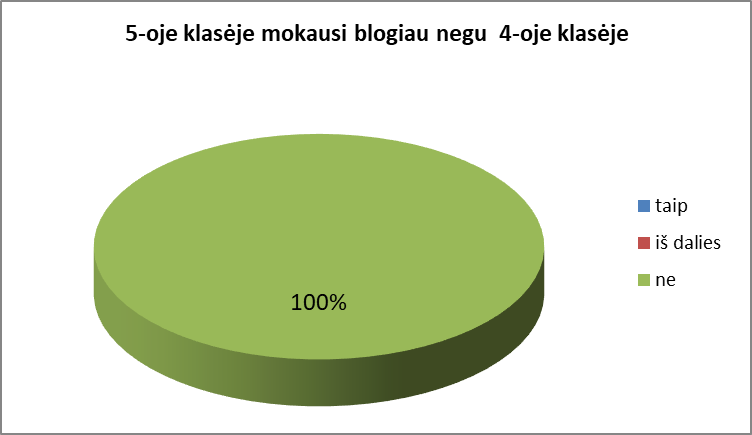 5-oje klasėje mokausi blogiau negu  4-oje klasėje
taip
iš dalies
ne
100%